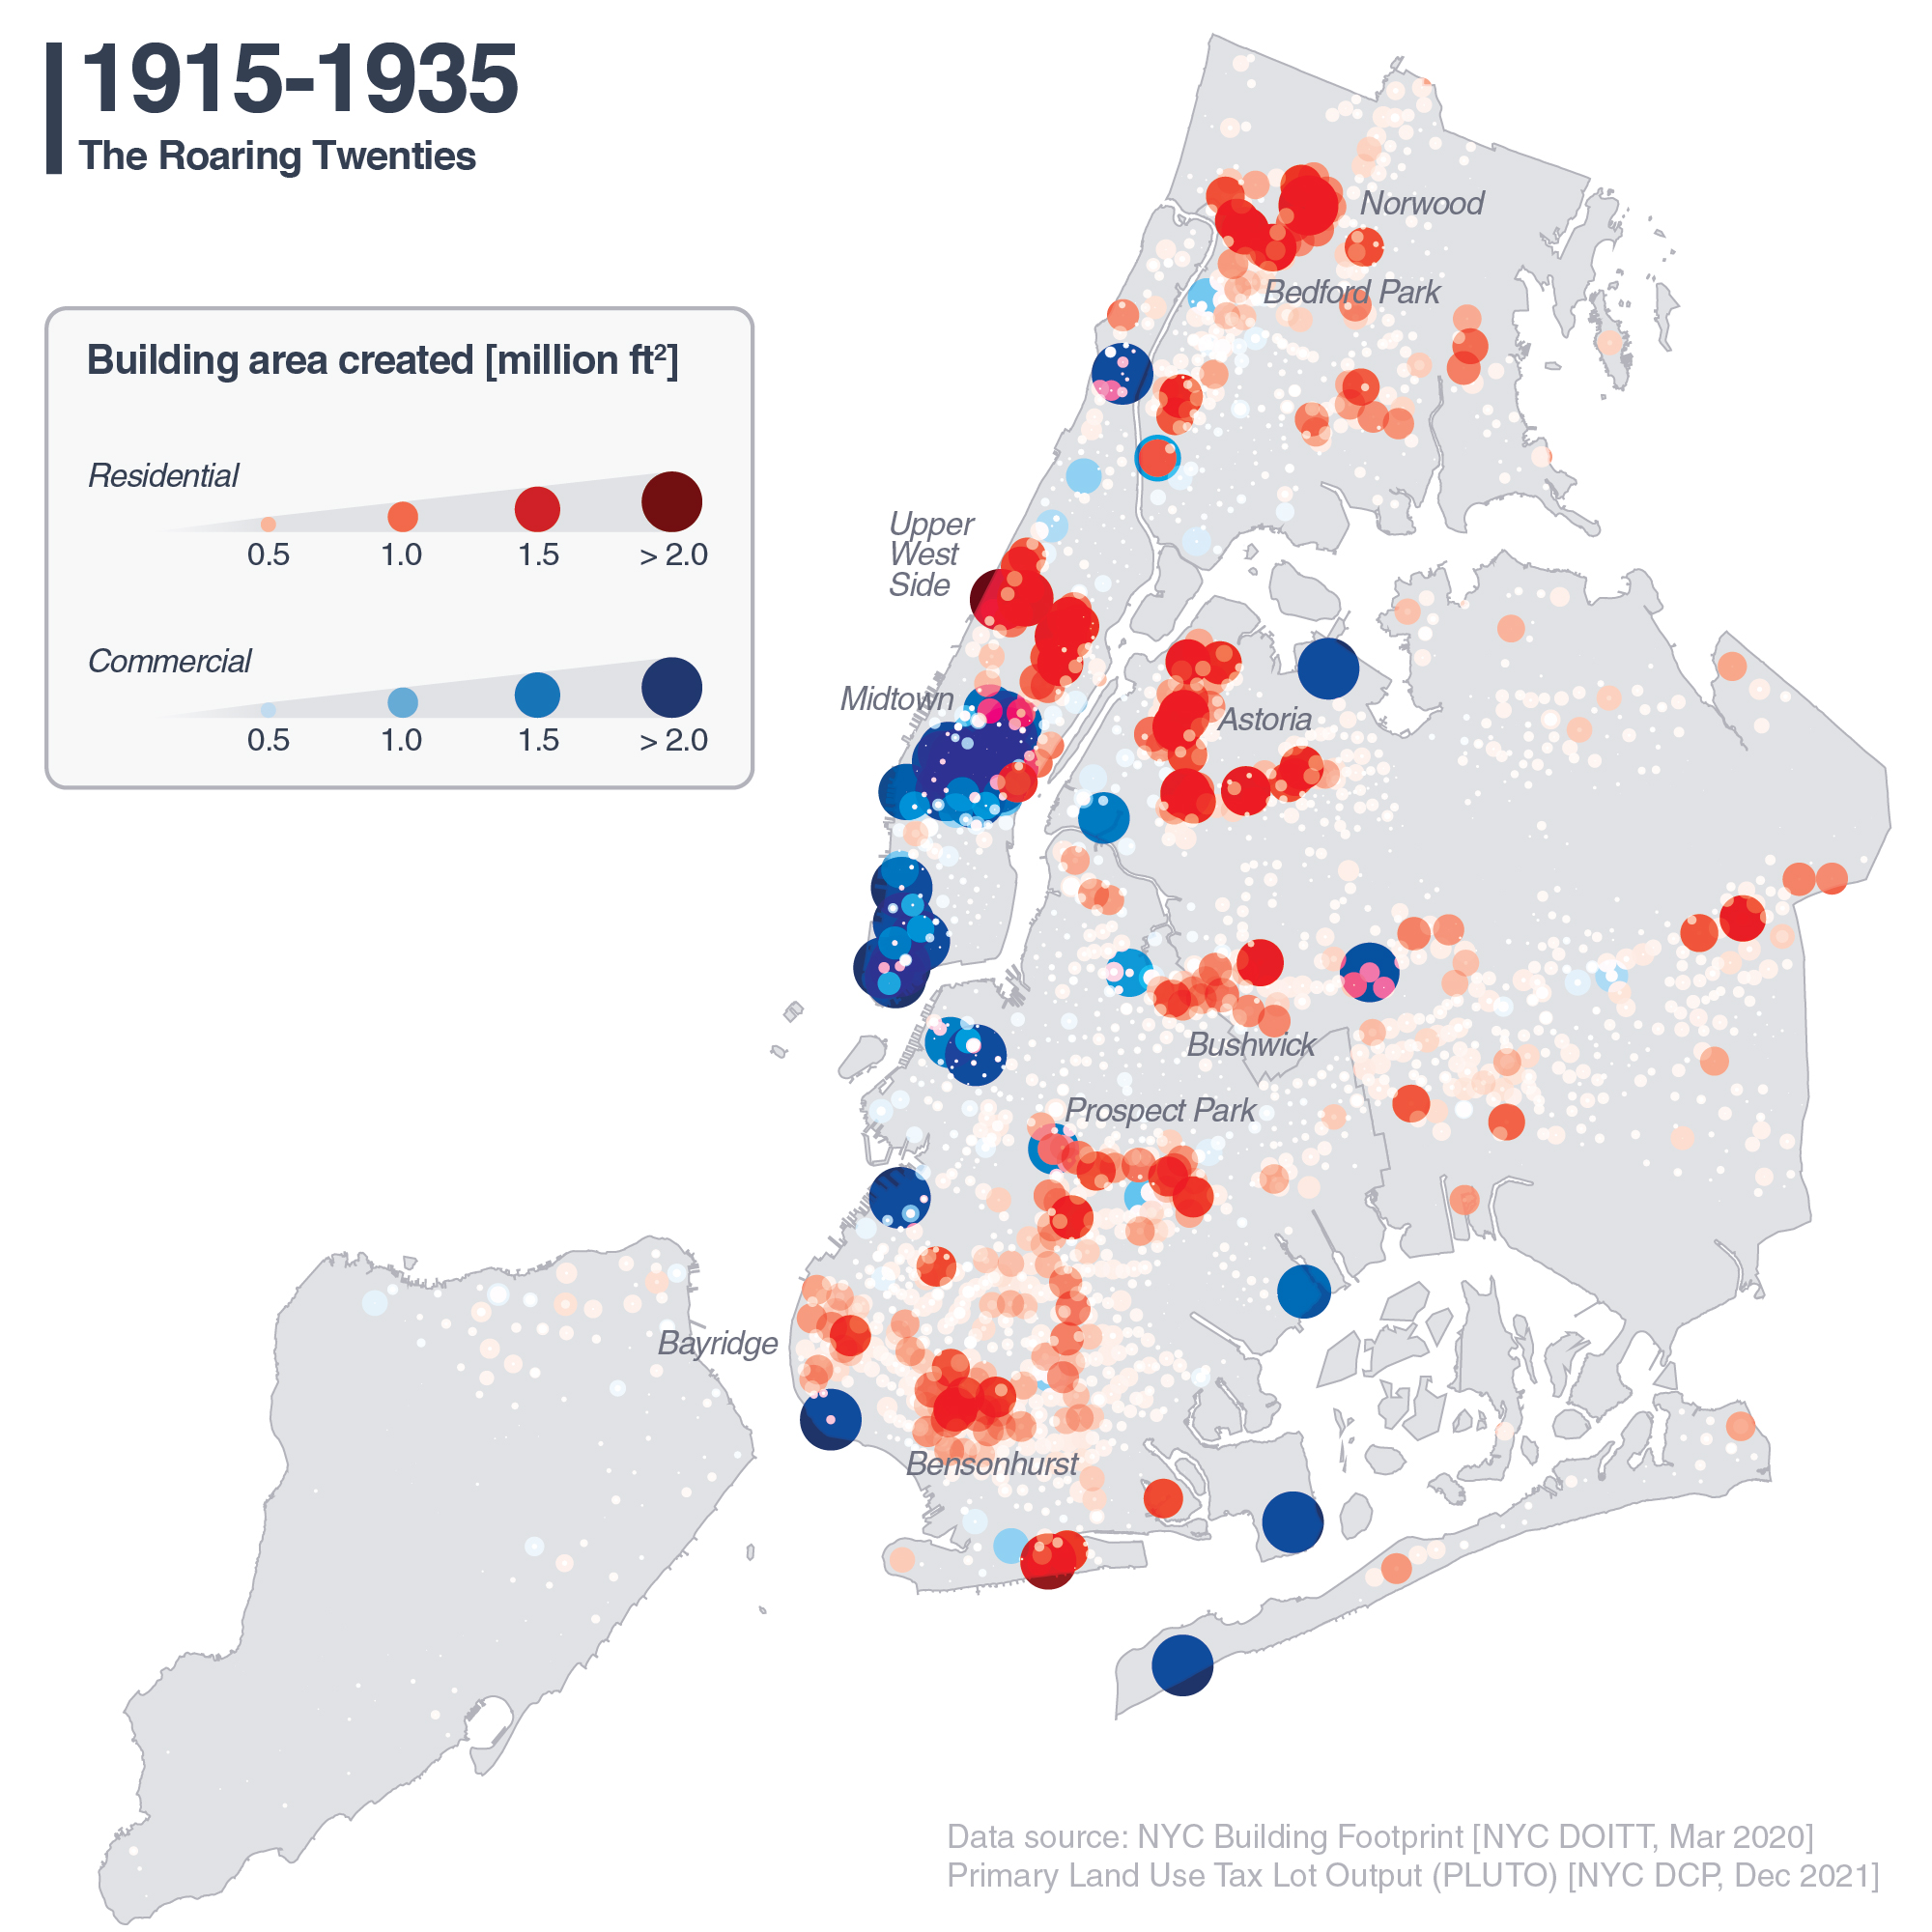 1915-1935
The Roaring Twenties
Building area created [million ft²]
Residential
0.5 1.0 1.5 > 2.0
Commercial
0.5 1.0 1.5 > 2.0
Norwood
Bedford Park
Upper
West
Side
Midtown
Astoria
Bushwick
Prospect Park
Bayridge
Bensonhurst
Data source: NYC Building Footprint [NYC DOITT, Mar 2020]
Primary Land Use Tax Lot Output (PLUTO) [NYC DCP, Dec 2021]